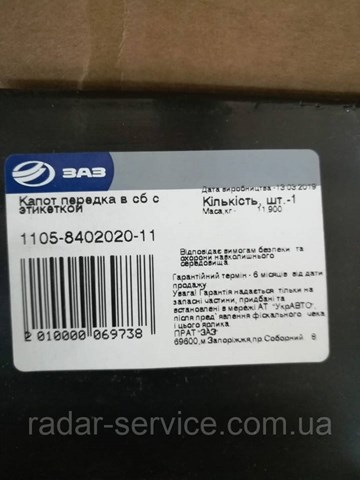 ЗАЗ
Капот передка в сб с
этикеткой
1105-8402020-11
2 010000 069738
Дата виробництва -13.03.2019
Кількість, шт.-1
Маса,кг- 11.900
Відповідає вимогам безпеки та
охорони навколишнього
середовища
Гарантійний термін - 6 місяців від дати
продажу
Увага! Гарантія надається тільки на
запасні частини, придбані та
встановлені в мережі АТ "УкрАВТО",
після пред'явлення фіскального чека
і цього ярлика
ПРАТ "ЗАЗ"
69600,м.Запоріжжя,пр.Соборний, 8
radar-service.com.ua